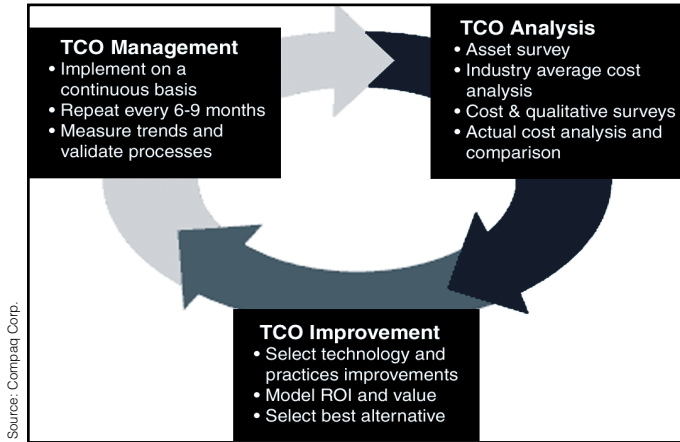 TCO Management
• Implement on a
continuous basis
• Repeat every 6-9 months
• Measure trends and
validate processes
TCO Analysis
• Asset survey
• Industry average cost
analysis
• Cost & qualitative surveys
• Actual cost analysis and
comparison
TCO Improvement
• Select technology and
practices improvements
• Model ROI and value
• Select best alternative
Source: Compaq Corp.